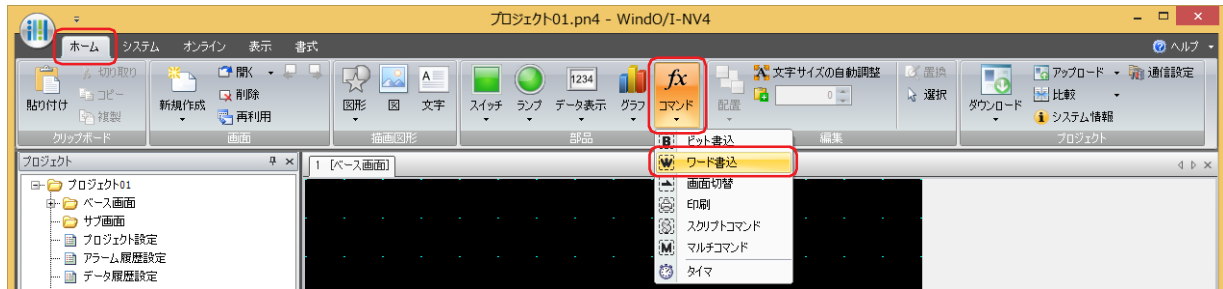 プロジェクト01.pn4 - WindO/I-NV4
ホーム システム オンライン 表示 書式 ヘルプ
貼り付け 切り取り コピー 複製
クリップボード
新規作成 開く 削除 再利用
画面
図形 図 A 文字
描画図形
スイッチ ランプ 1234 データ表示 グラフ fx コマンド
部品
配置 文字サイズの自動調整 0 置換 選択
編集
ダウンロード アップロード 比較 システム情報 通信設定
プロジェクト
B ビット書込
W ワード書込
画面切替
印刷
S スクリプトコマンド
M マルチコマンド
タイマ
プロジェクト
1 [ベース画面]
プロジェクト01
ベース画面
サブ画面
プロジェクト設定
アラーム履歴設定
データ履歴設定